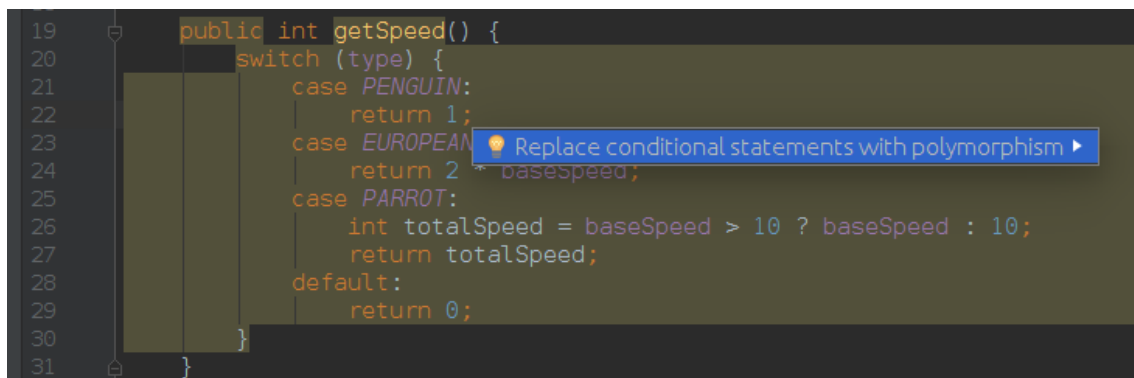 19 public int getSpeed() {
20 switch (type) {
21 case PENGUIN:
22 return 1;
23 case EUROPEAN
Replace conditional statements with polymorphism
24 return 2 * baseSpeed;
25 case PARROT:
26 int totalSpeed = baseSpeed > 10 ? baseSpeed : 10;
27 return totalSpeed;
28 default:
29 return 0;
30 }
31 }